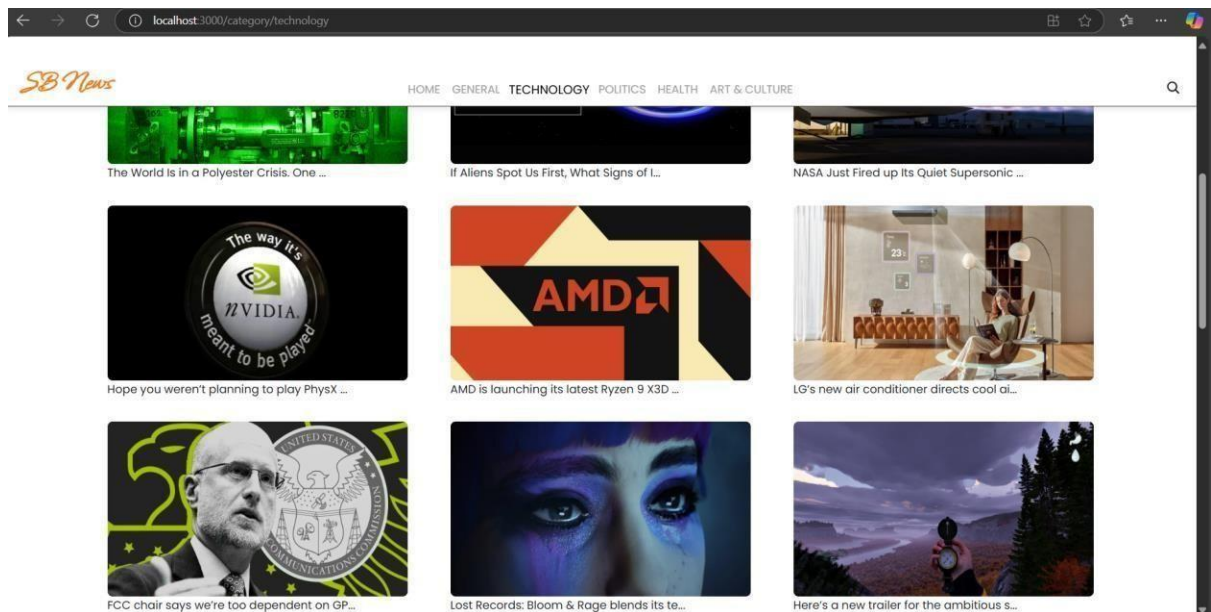 localhost:3000/category/technology
SB News
HOME GENERAL TECHNOLOGY POLITICS HEALTH ART & CULTURE
The World Is in a Polyester Crisis. One ...
If Aliens Spot Us First, What Signs of I...
NASA Just Fired up Its Quiet Supersonic ...
The way it's
nVIDIA.
meant to be played
AMD
23
Hope you weren't planning to play PhysX ...
AMD is launching its latest Ryzen 9 X3D ...
LG's new air conditioner directs cool ai...
UNITED STATES
COMMUNICATIONS COMMISSION
FCC chair says we're too dependent on GP...
Lost Records: Bloom & Rage blends its te...
Here's a new trailer for the ambitious s...